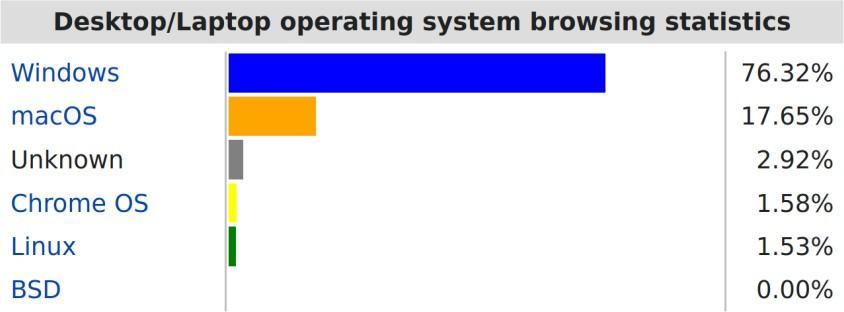 Desktop/Laptop operating system browsing statistics
Windows 76.32%
macOS 17.65%
Unknown 2.92%
Chrome OS 1.58%
Linux 1.53%
BSD 0.00%